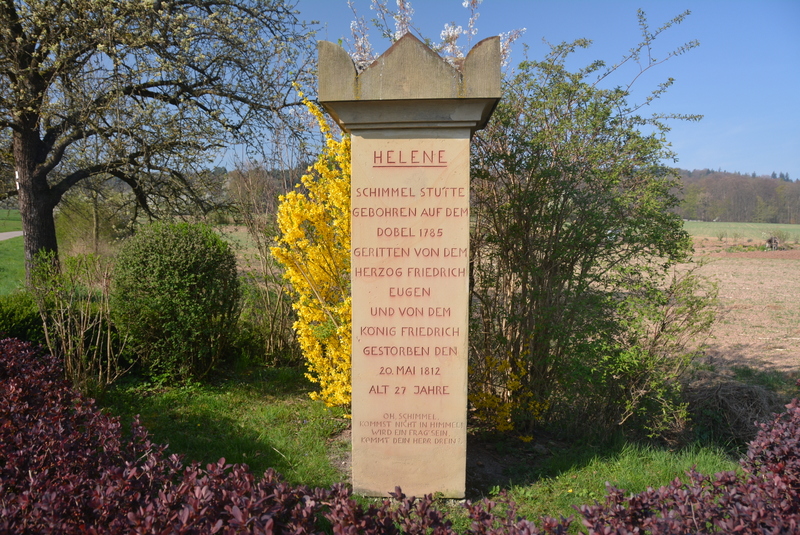 HELENE
SCHIMMEL STUTTE
GEBOHREN AUF DEM
DOBEL 1785
GERITTEN VON DEM
HERZOG FRIEDRICH
EUGEN
UND VON DEM
KÖNIG FRIEDRICH
GESTORBEN DEN
20. MAI 1812
ALT 27 JAHRE
OH, SCHIMMEL
KOMMST NICHT IN HIMMEL,
WIRD EIN FRAG SEIN,
KOMMT DEIN HERR DREIN